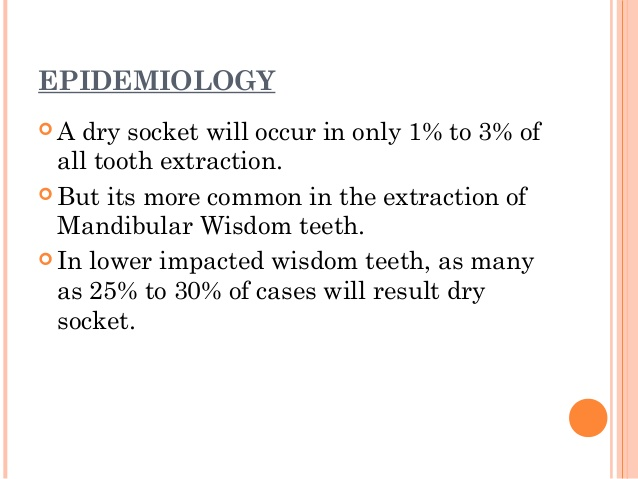 EPIDEMIOLOGY
A dry socket will occur in only 1% to 3% of
all tooth extraction.
But its more common in the extraction of
Mandibular Wisdom teeth.
In lower impacted wisdom teeth, as many
as 25% to 30% of cases will result dry
socket.